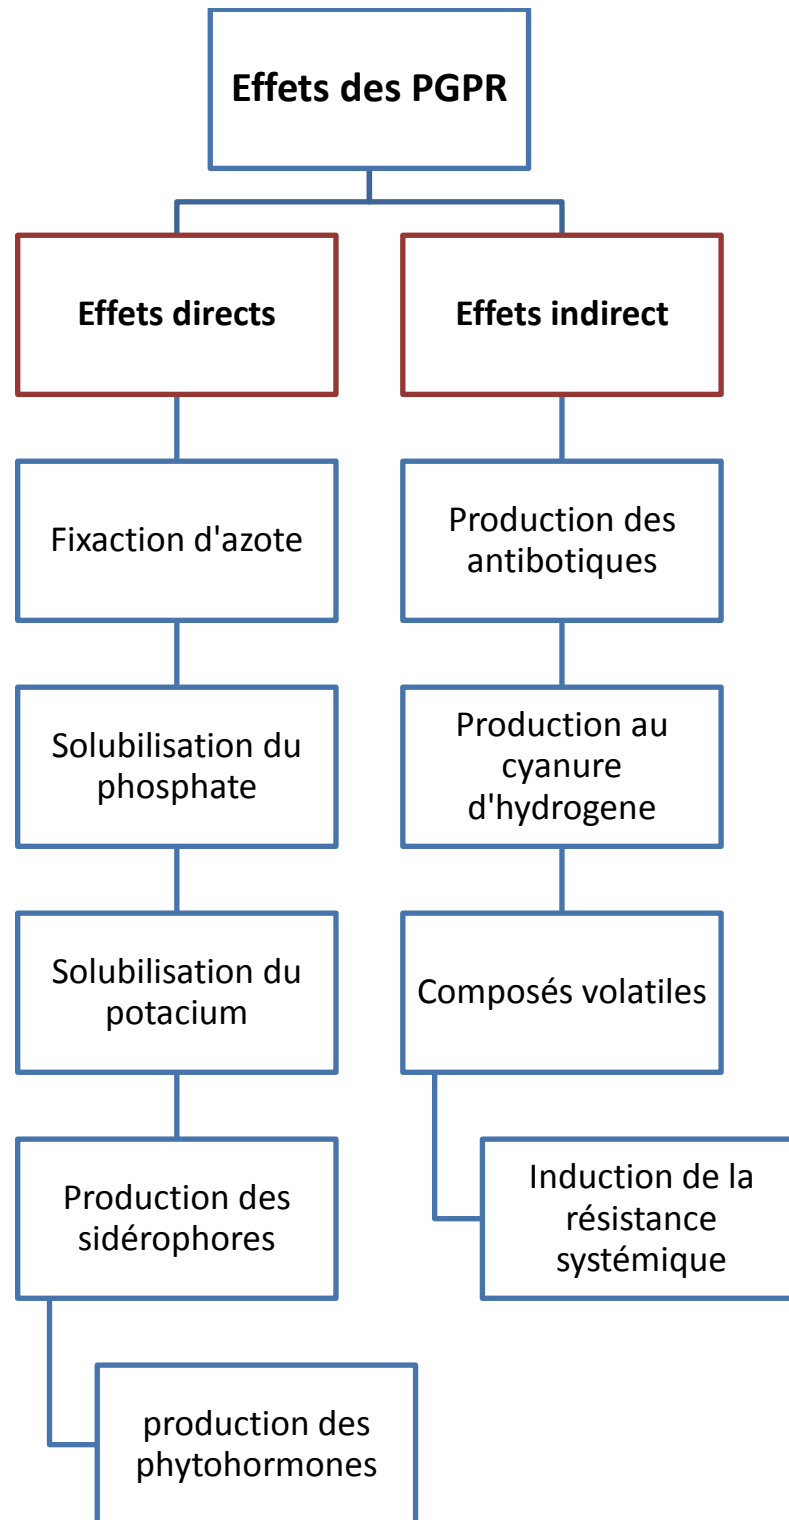 Effets des PGPR
Effets directs
Effets indirect
Fixaction d'azote
Production des
antibotiques
Solubilisation du
phosphate
Production au
cyanure
d'hydrogene
Solubilisation du
potacium
Composés volatiles
Production des
sidérophores
Induction de la
résistance
systémique
production des
phytohormones